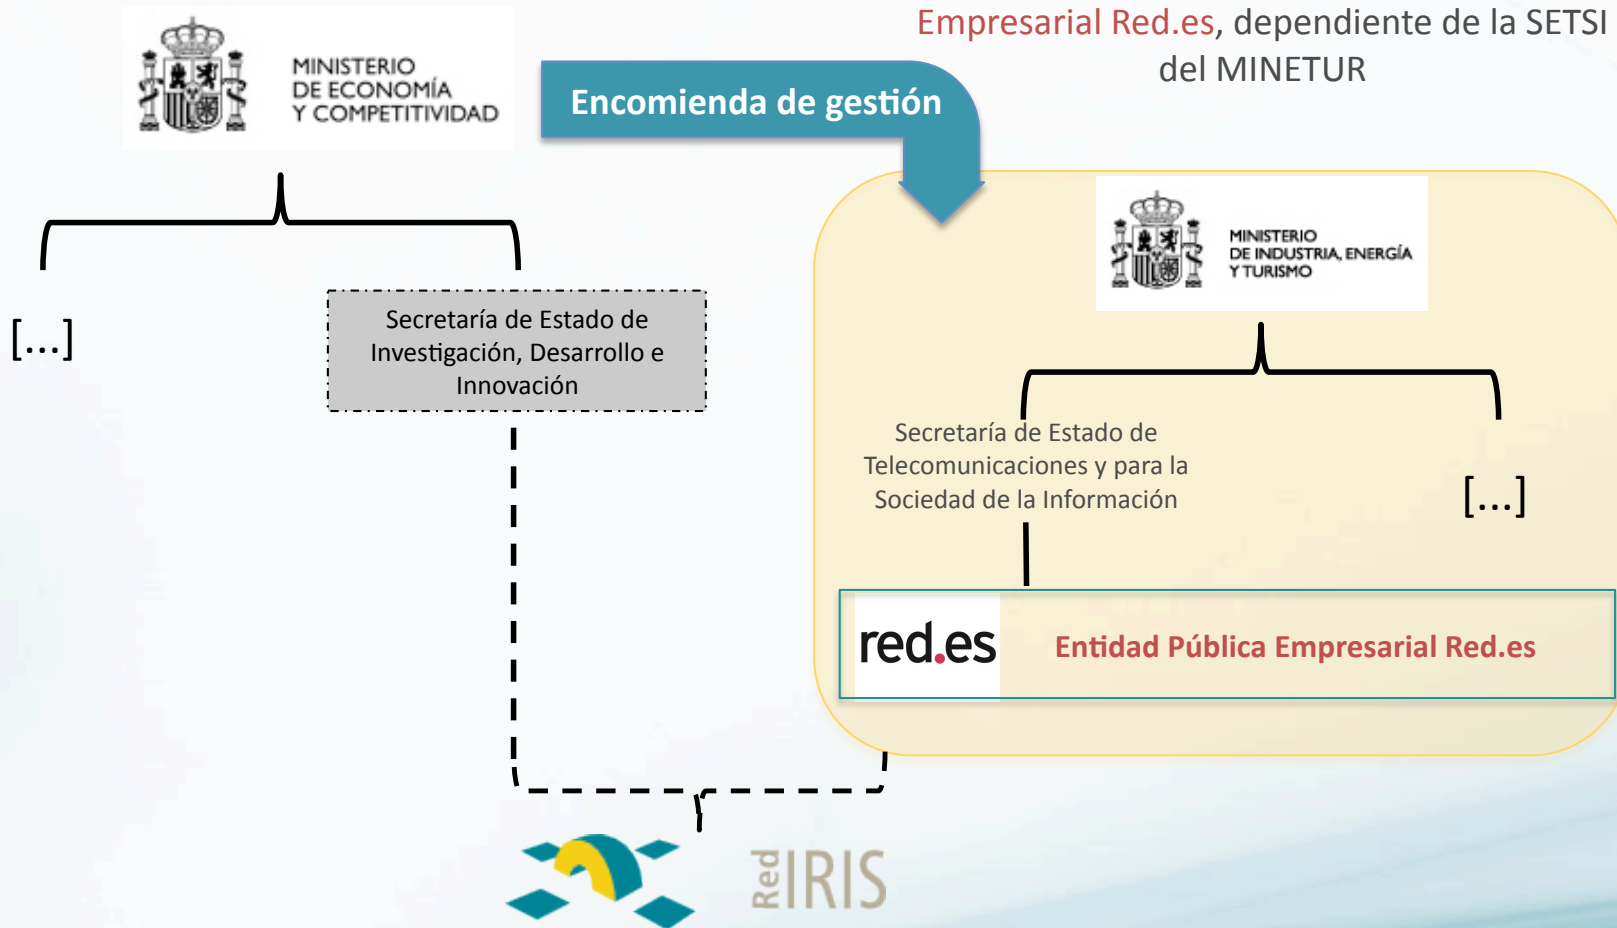 Empresarial Red.es, dependiente de la SETSI
del MINETUR
MINISTERIO
DE ECONOMÍA
Y COMPETITIVIDAD
Encomienda de gestión
MINISTERIO
DE INDUSTRIA, ENERGÍA
Y TURISMO
[...]
Secretaría de Estado de
Investigación, Desarrollo e
Innovación
Secretaría de Estado de
Telecomunicaciones y para la
Sociedad de la Información
[...]
red.es
Entidad Pública Empresarial Red.es
Red IRIS